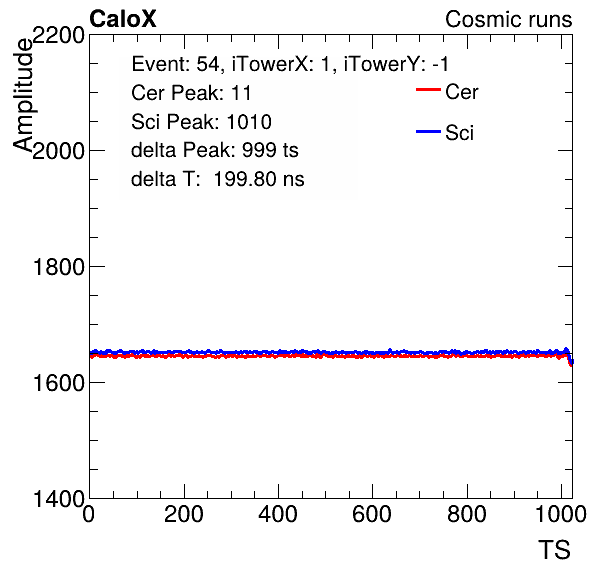 CaloX Cosmic runs
Amplitude
2200
2000
1800
1600
1400
Event: 54, iTowerX: 1, iTowerY: -1
Cer Peak: 11
Sci Peak: 1010
delta Peak: 999 ts
delta T:  199.80 ns
Cer
Sci
0 200 400 600 800 1000
TS